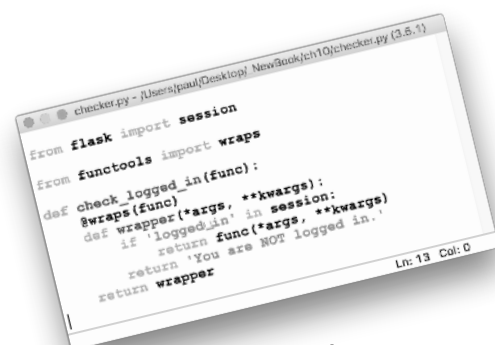 checker.py - /Users/paul/Desktop/_NewBook/ch10/checker.py (3.5.1)
from flask import session
from functools import wraps
def check_logged_in(func):
@wraps(func)
def wrapper(*args, **kwargs):
if 'logged_in' in session:
return func(*args, **kwargs)
return 'You are NOT logged in.'
return wrapper
Ln: 13 Col: 0